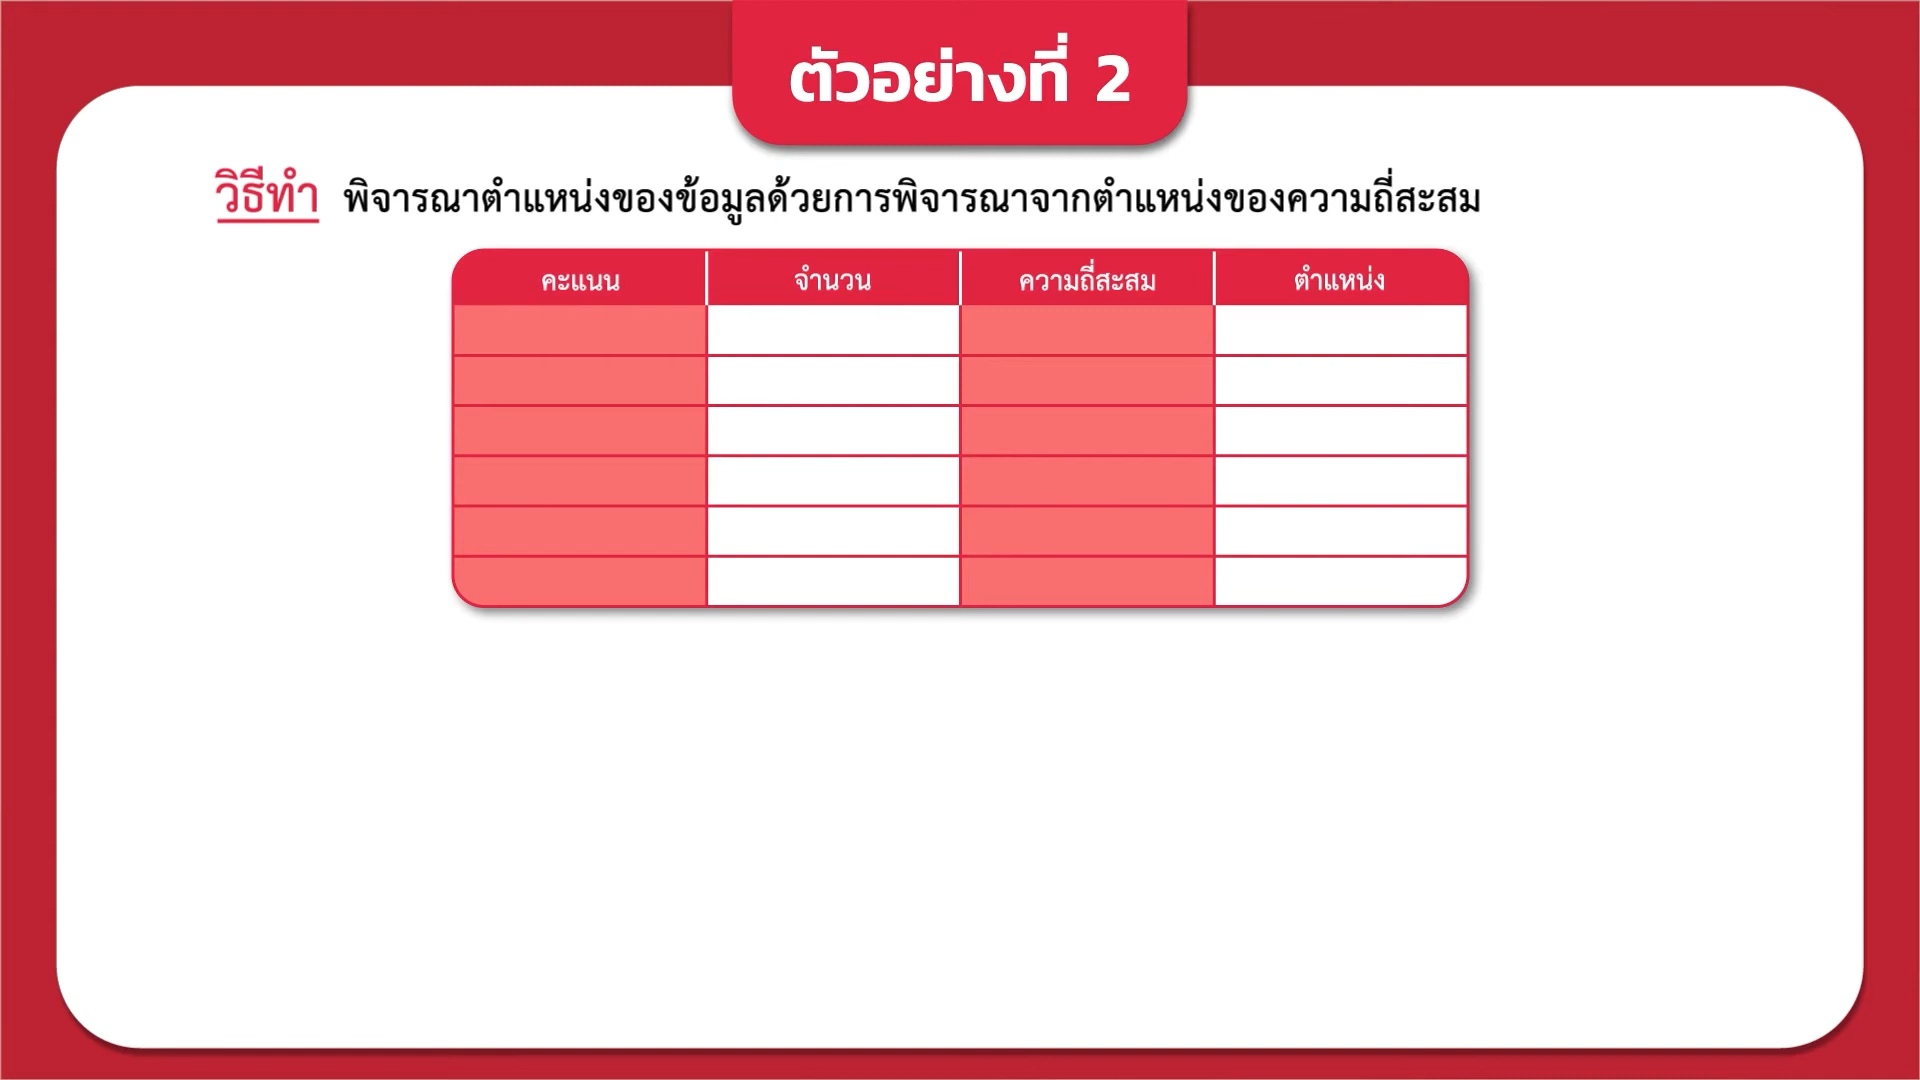 ตัวอย่างที่ 2
วิธีทำ พิจารณาตำแหน่งของข้อมูลด้วยการพิจารณาจากตำแหน่งของความถี่สะสม
คะแนน จำนวน ความถี่สะสม ตำแหน่ง